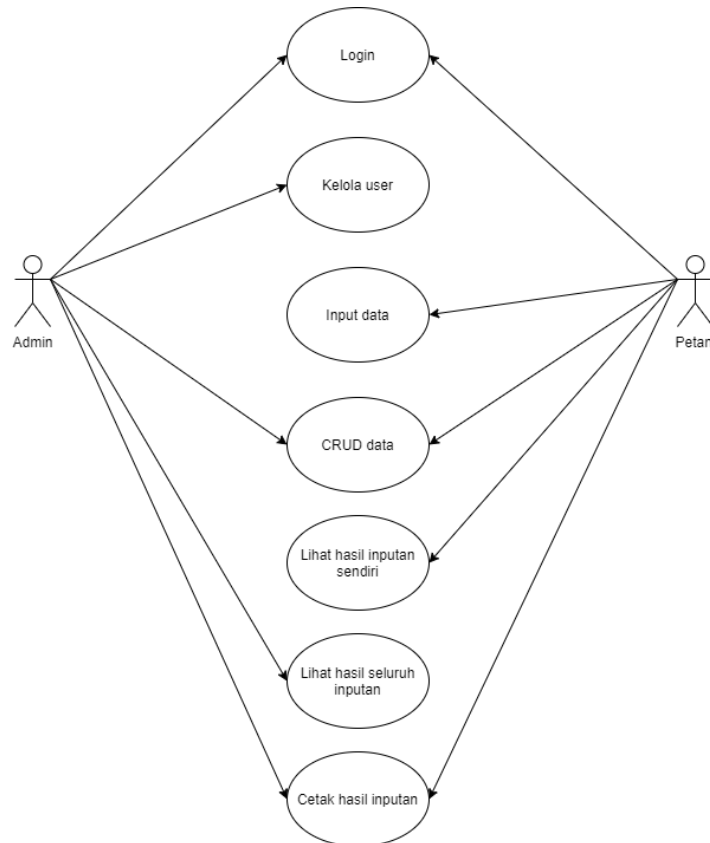 Login
Kelola user
Input data
Admin
Petan
CRUD data
Lihat hasil inputan
sendiri
Lihat hasil seluruh
inputan
Cetak hasil inputan